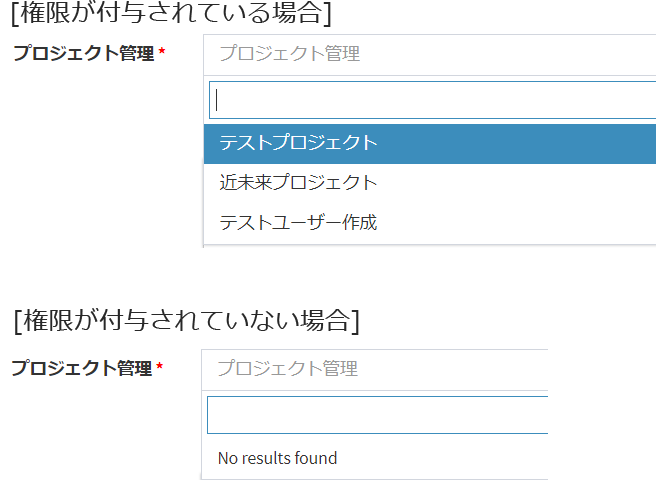 [権限が付与されている場合]
プロジェクト管理 * プロジェクト管理
テストプロジェクト
近未来プロジェクト
テストユーザー作成
[権限が付与されていない場合]
プロジェクト管理 * プロジェクト管理
No results found